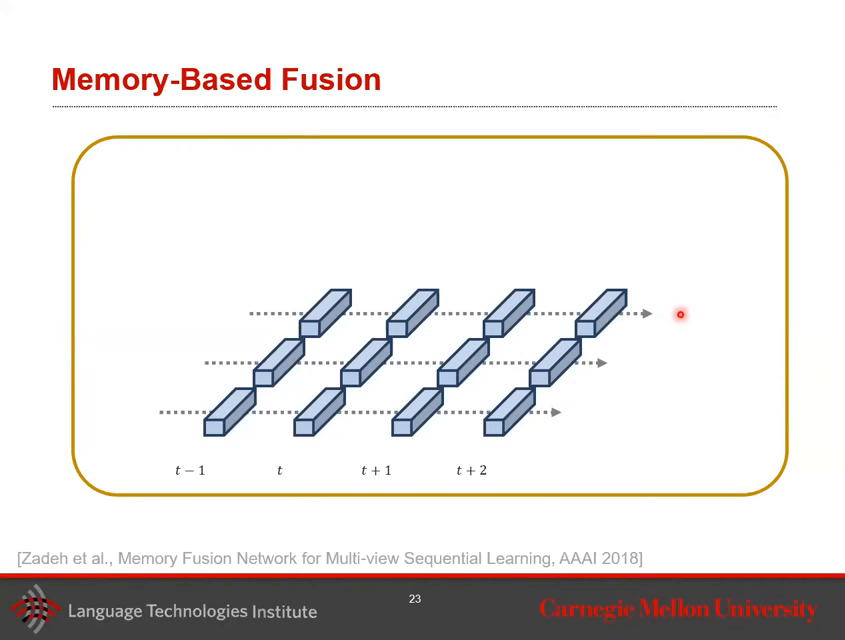 Memory-Based Fusion
t − 1 t t + 1 t + 2
[Zadeh et al., Memory Fusion Network for Multi-view Sequential Learning, AAAI 2018]
23
Language Technologies Institute
Carnegie Mellon University